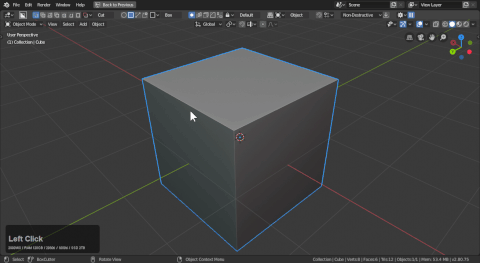 File Edit Render Window Help Back to Previous Scene View Layer
Cut Box Default Object Non-Destructive
Object Mode View Select Add Object Global
User Perspective
(1) Collection | Cube
Left Click
Select BoxCutter Rotate View Object Context Menu Collection | Cube | Verts:8 | Faces:6 | Tris:12 | Objects:1/1 | Mem: 53.4 MB | v2.80.74